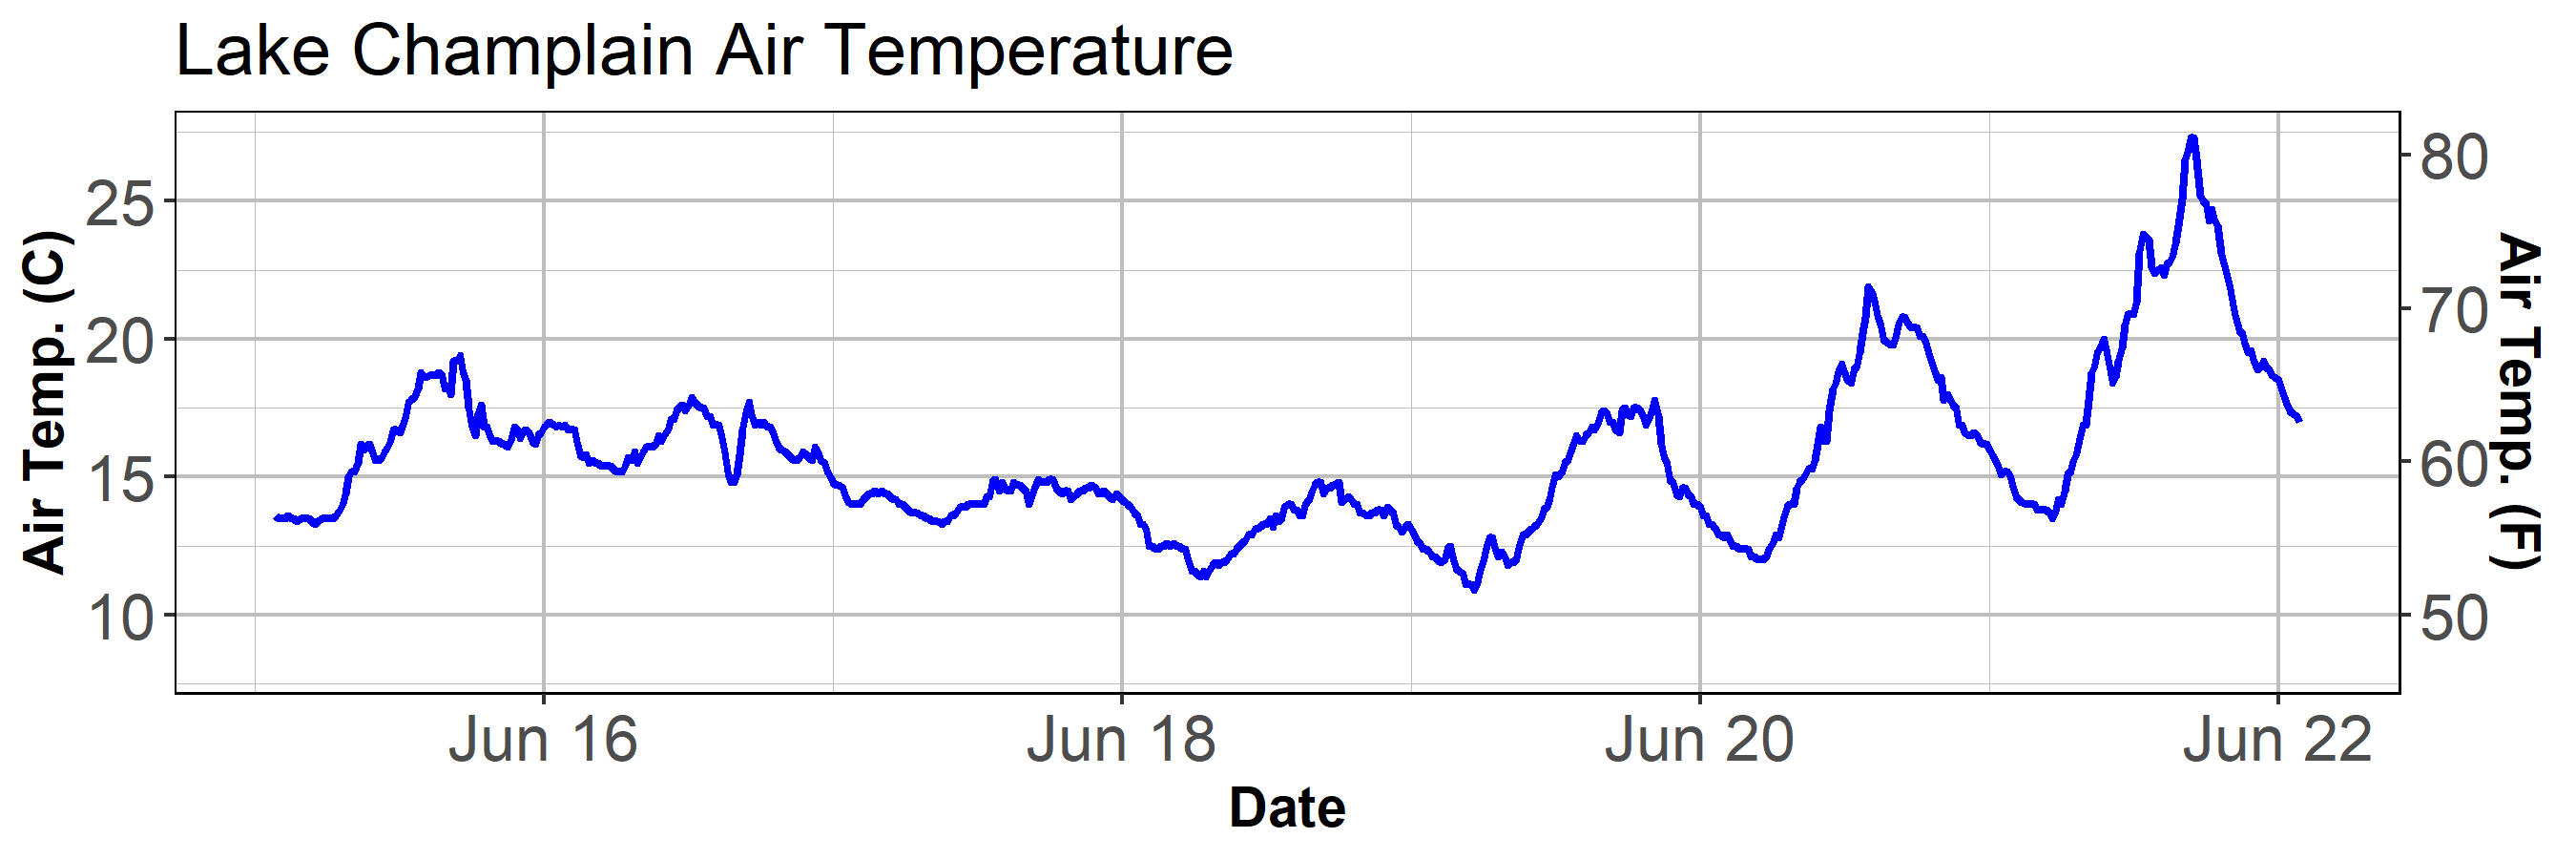 Lake Champlain Air Temperature
Air Temp. (C)
25
20
15
10
80
70
60
50
Air Temp. (F)
Jun 16 Jun 18 Jun 20 Jun 22
Date